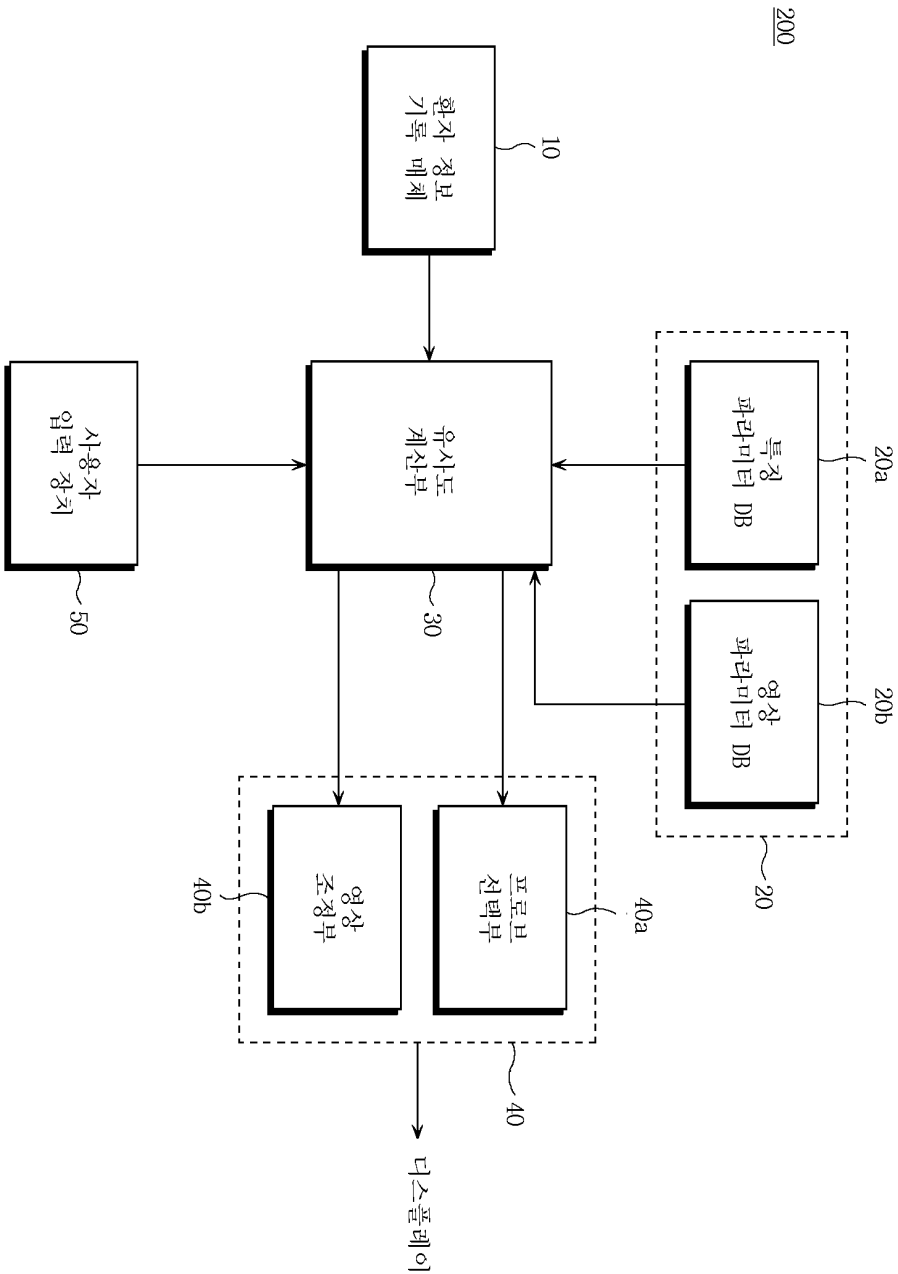 200
20a
20b
특징
파라미터 DB
영상
파라미터 DB
20
10
환자 정보
기록 매체
유사도
계산부
30
40a
프로브
선택부
영상
조정부
40b
40
디스플레이
사용자
입력 장치
50